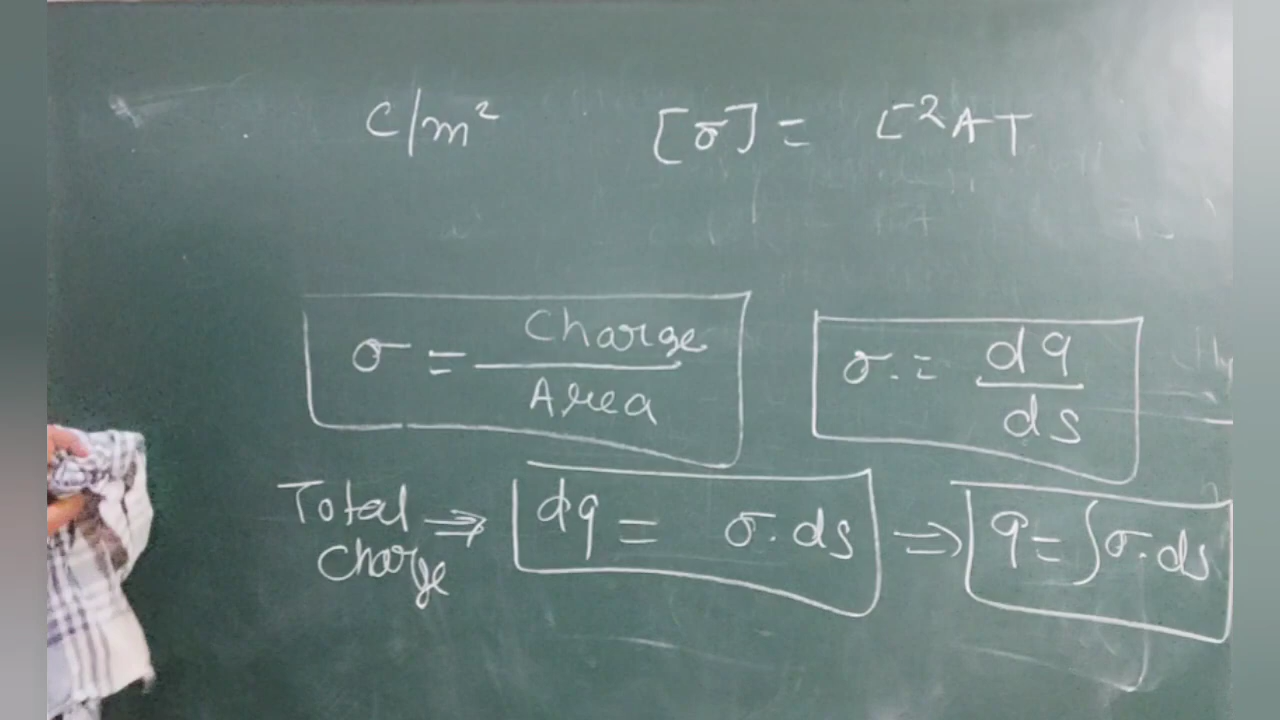 C/m² [σ] = L⁻²AT
σ = Charge / Area σ = dq / ds
Total Charge ⇒ dq = σ.ds ⇒ q = ∫σ.ds